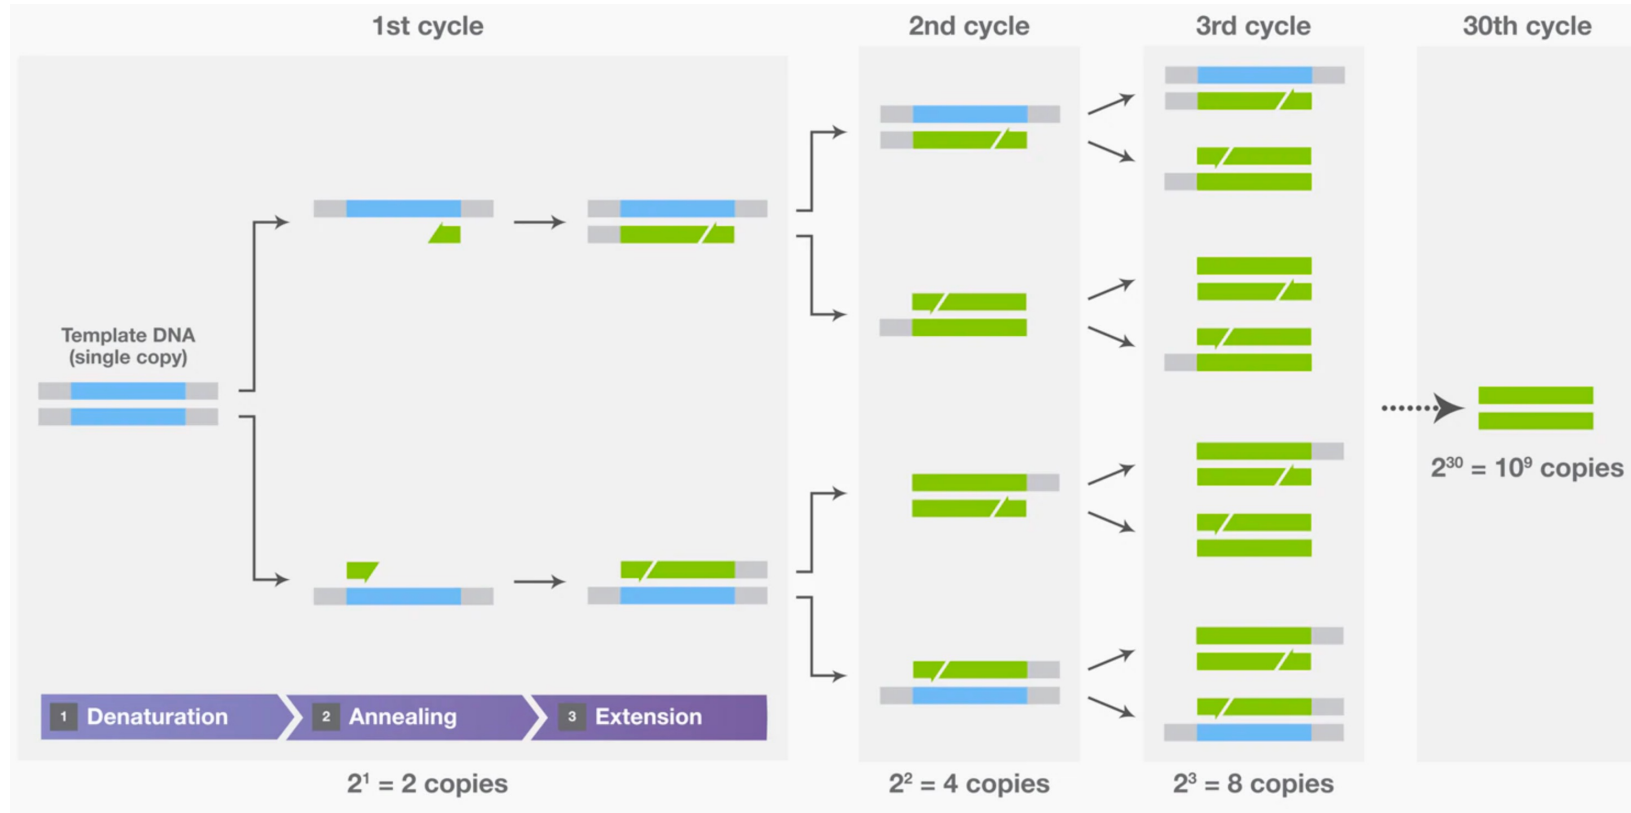 1st cycle
2nd cycle
3rd cycle
30th cycle
Template DNA
(single copy)
2³⁰ = 10⁹ copies
1 Denaturation
2 Annealing
3 Extension
2¹ = 2 copies
2² = 4 copies
2³ = 8 copies